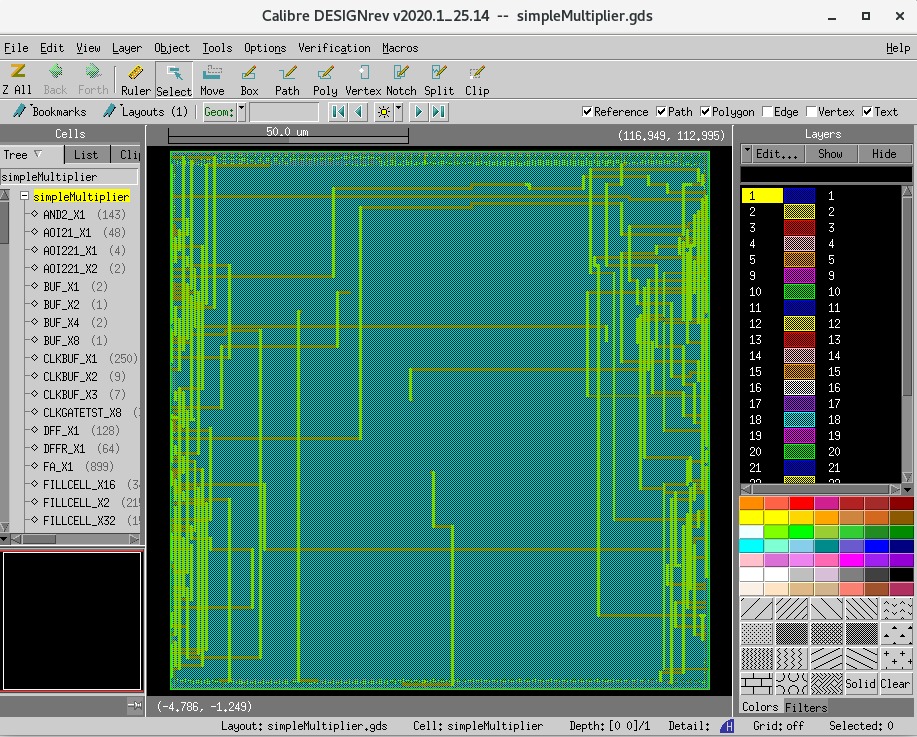 Calibre DESIGNrev v2020.1_25.14 -- simpleMultiplier.gds
File Edit View Layer Object Tools Options Verification Macros Help
Z All Back Forth Ruler Select Move Box Path Poly Vertex Notch Split Clip
Bookmarks Layouts (1) Geom: Reference Path Polygon Edge Vertex Text
Cells 50.0 um (116.949, 112.995) Layers
Tree List Clip Edit... Show Hide
simpleMultiplier
simpleMultiplier
AND2_X1 (143)
AOI21_X1 (48)
AOI221_X1 (4)
AOI221_X2 (2)
BUF_X1 (2)
BUF_X2 (1)
BUF_X4 (2)
BUF_X8 (1)
CLKBUF_X1 (250)
CLKBUF_X2 (9)
CLKBUF_X3 (7)
CLKGATETST_X8
DFF_X1 (128)
DFFR_X1 (64)
FA_X1 (899)
FILLCELL_X16
FILLCELL_X2
FILLCELL_X32
1 1
2 2
3 3
4 4
5 5
9 9
10 10
11 11
12 12
13 13
14 14
15 15
16 16
17 17
18 18
19 19
20 20
21 21
Solid Clear
Colors Filters
(-4.786, -1.249)
Layout: simpleMultiplier.gds Cell: simpleMultiplier Depth: [0 0]/1 Detail: H Grid: off Selected: 0